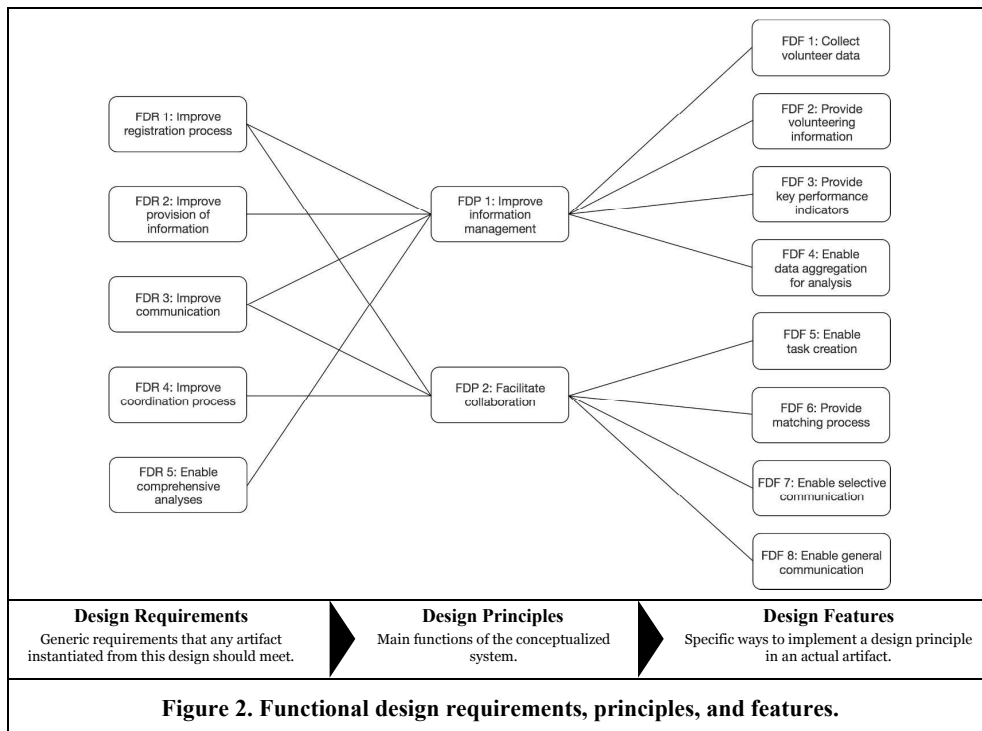 FDR 1: Improve
registration process
FDR 2: Improve
provision of
information
FDR 3: Improve
communication
FDR 4: Improve
coordination process
FDR 5: Enable
comprehensive
analyses
FDP 1: Improve
information
management
FDP 2: Facilitate
collaboration
FDF 1: Collect
volunteer data
FDF 2: Provide
volunteering
information
FDF 3: Provide
key performance
indicators
FDF 4: Enable
data aggregation
for analysis
FDF 5: Enable
task creation
FDF 6: Provide
matching process
FDF 7: Enable selective
communication
FDF 8: Enable general
communication
Design Requirements
Generic requirements that any artifact
instantiated from this design should meet.
Design Principles
Main functions of the conceptualized
system.
Design Features
Specific ways to implement a design principle
in an actual artifact.
Figure 2. Functional design requirements, principles, and features.